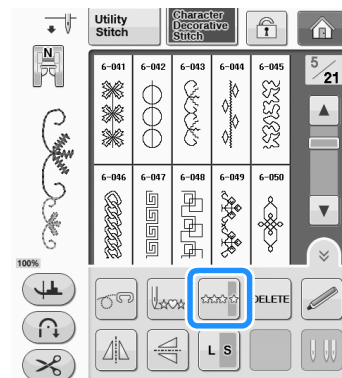 Utility
Stitch
Character
Decorative
Stitch
N
6-041 6-042 6-043 6-044 6-045
5/21
6-046 6-047 6-048 6-049 6-050
100%
DELETE
L S